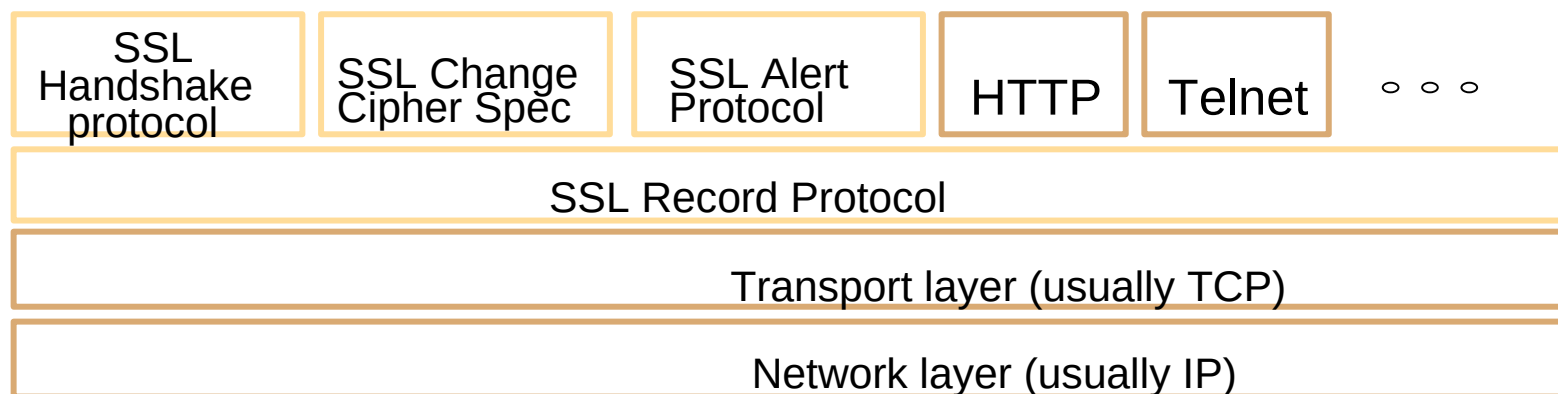 SSL
Handshake
protocol
SSL Change
Cipher Spec
SSL Alert
Protocol
HTTP
Telnet
SSL Record Protocol
Transport layer (usually TCP)
Network layer (usually IP)